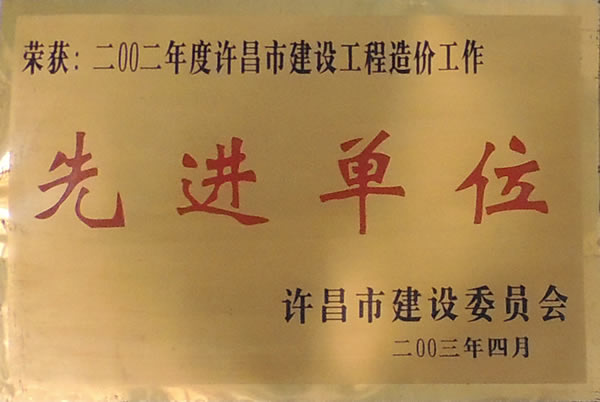 荣获：二00二年度许昌市建设工程造价工作
先进单位
许昌市建设委员会
二00三年四月